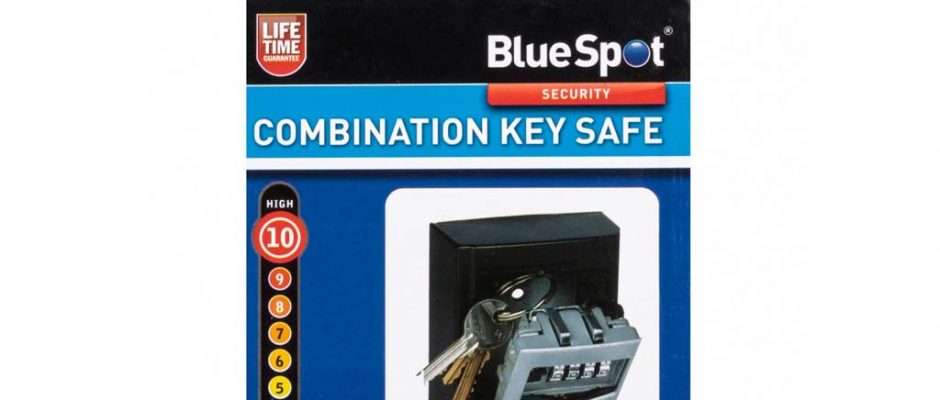 LIFE
TIME
GUARANTEE
BlueSpot®
SECURITY
COMBINATION KEY SAFE
HIGH
10
9
8
7
6
5